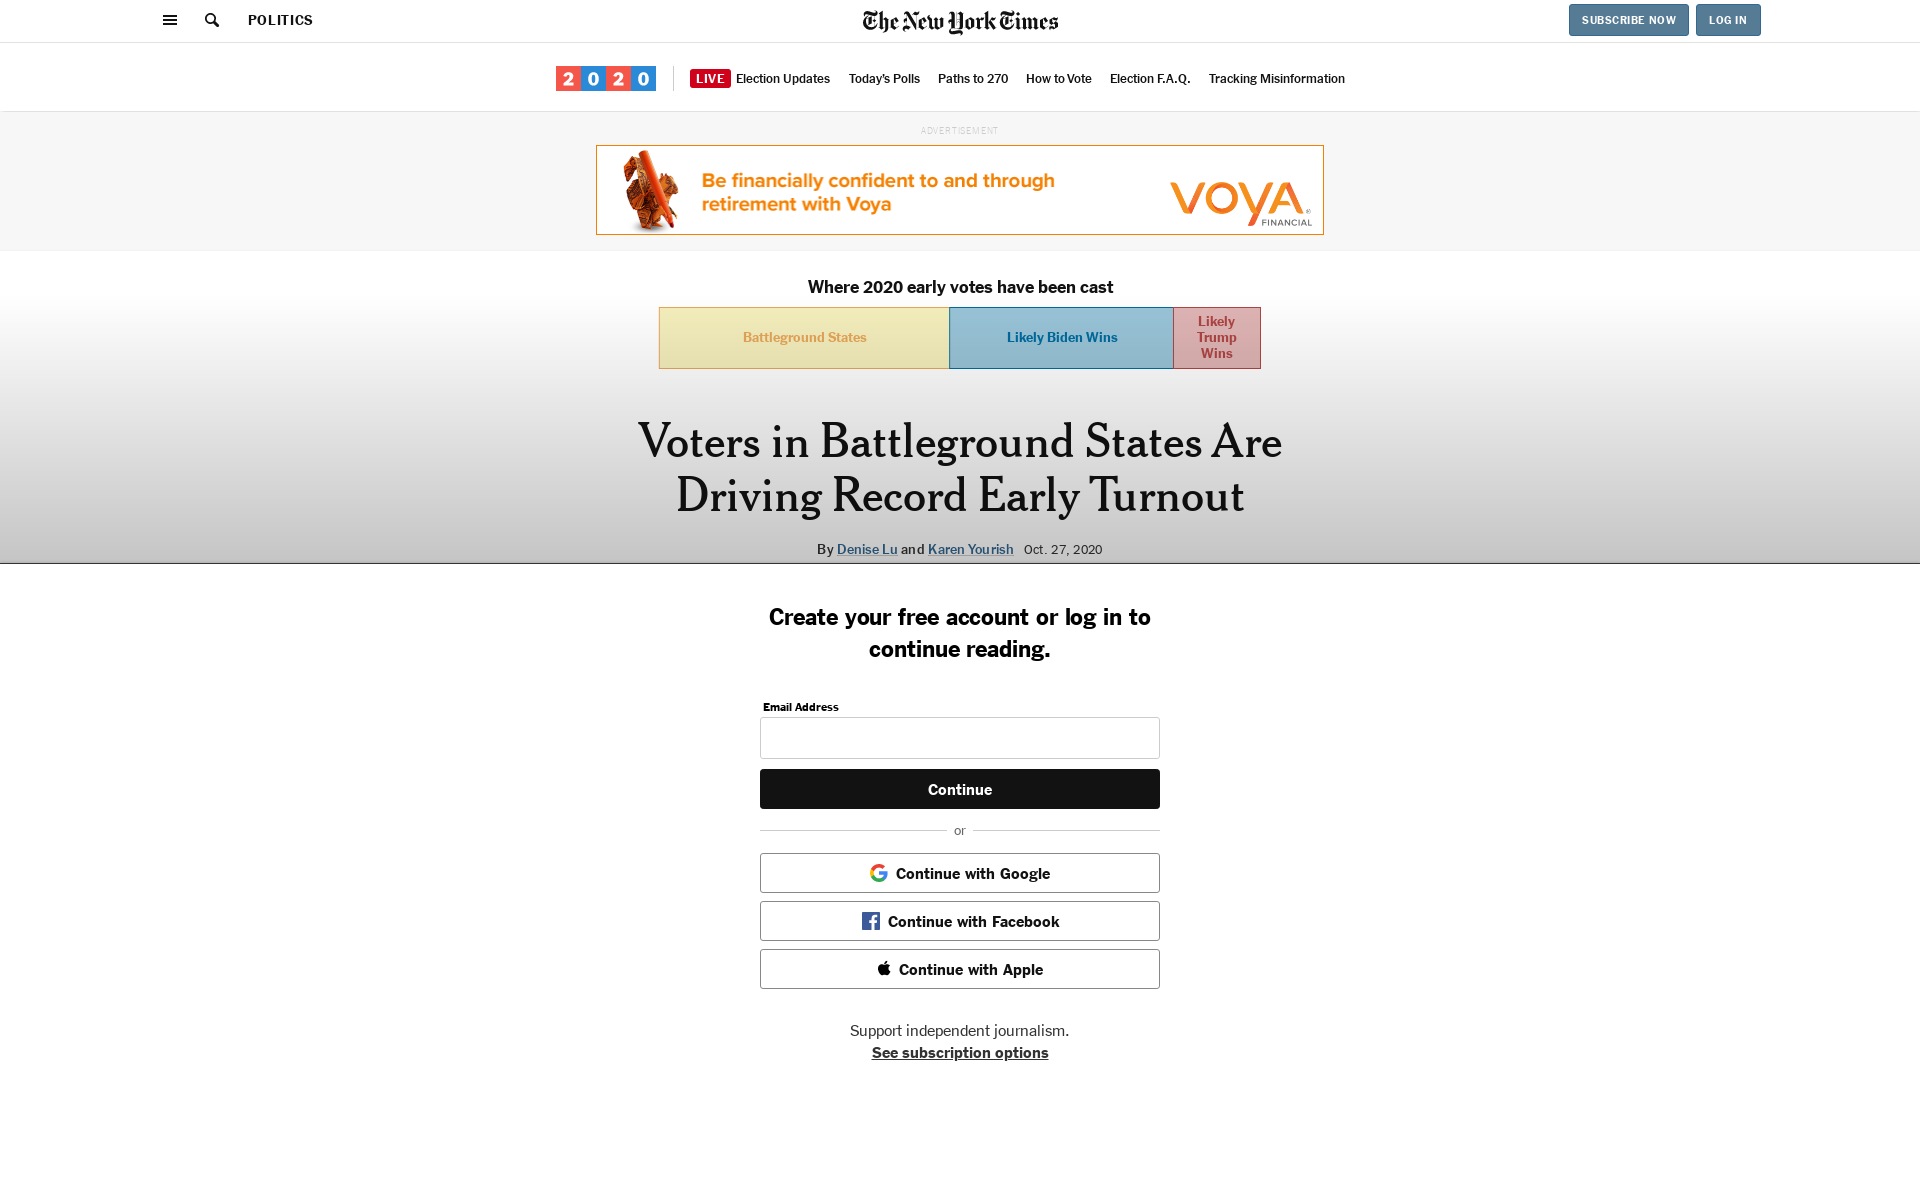 POLITICS
The New York Times
SUBSCRIBE NOW
LOG IN
2020
LIVE Election Updates Today's Polls Paths to 270 How to Vote Election F.A.Q. Tracking Misinformation
ADVERTISEMENT
Be financially confident to and through
retirement with Voya
VOYA®
FINANCIAL
Where 2020 early votes have been cast
Battleground States
Likely Biden Wins
Likely
Trump
Wins
Voters in Battleground States Are
Driving Record Early Turnout
By Denise Lu and Karen Yourish Oct. 27, 2020
Create your free account or log in to
continue reading.
Email Address
Continue
or
Continue with Google
Continue with Facebook
Continue with Apple
Support independent journalism.
See subscription options